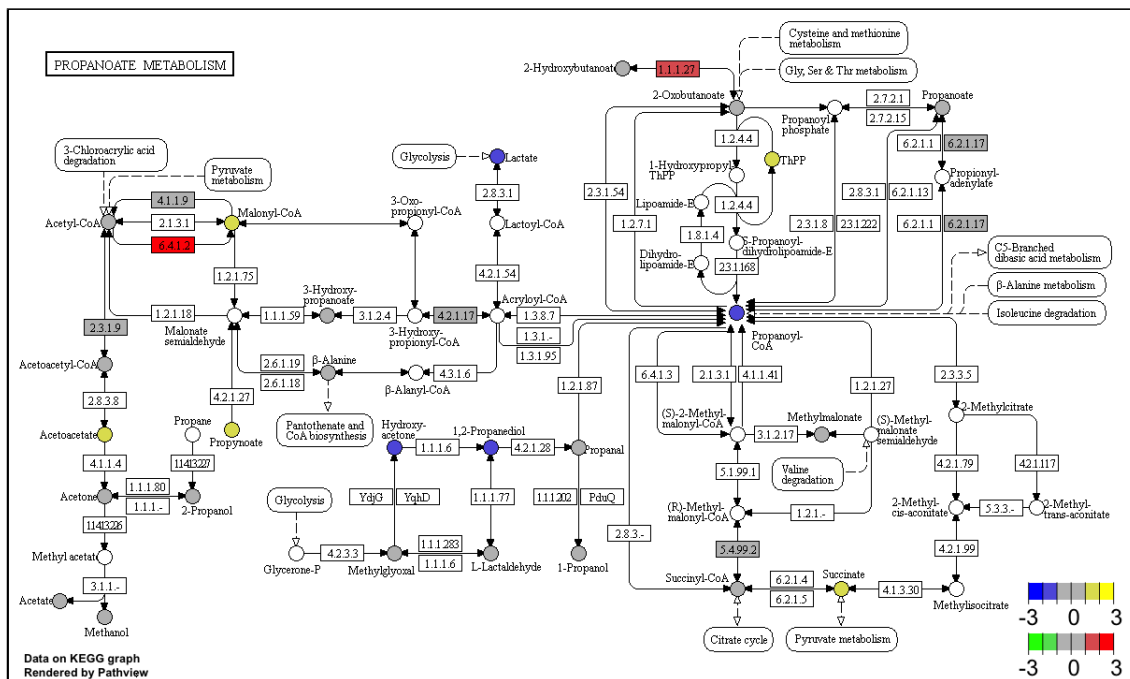 PROPANOATE METABOLISM
Cysteine and methionine
metabolism
Gly, Ser & Thr metabolism
2-Hydroxybutanoate
1.1.1.27
2-Oxobutanoate
Propanoyl
phosphate
2.7.2.1
2.7.2.15
Propanoate
1.2.4.4
ThPP
6.2.1.1
6.2.1.17
1-Hydroxypropyl
ThPP
Propionyl-
adenylate
3-Chloroacrylic acid
degradation
Pyruvate
metabolism
Glycolysis
Lactate
2.8.3.1
2.3.1.54
1.2.7.1
Lipoamide-E
1.2.4.4
2.8.3.1
6.2.1.13
4.1.1.9
Acetyl-CoA
2.1.3.1
Malonyl-CoA
6.4.1.2
3-Oxo-
propionyl-CoA
Lactoyl-CoA
1.8.1.4
Dihydro-
lipoamide-E
S-Propanoyl-
dihydrolipoamide-E
2.3.1.168
2.3.1.8
2.3.1.222
6.2.1.1
6.2.1.17
C5-Branched
dibasic acid metabolism
β-Alanine metabolism
Isoleucine degradation
1.2.1.75
4.2.1.54
1.2.1.18
Malonate
semialdehyde
3-Hydroxy-
propanoate
1.1.1.59
3.1.2.4
3-Hydroxy-
propionyl-CoA
4.2.1.17
Acryloyl-CoA
1.3.8.7
1.3.1.-
1.3.1.95
Propanoyl-
CoA
2.3.1.9
Acetoacetyl-CoA
2.6.1.19
2.6.1.18
β-Alanine
β-Alanyl-CoA
4.3.1.6
1.2.1.87
6.4.1.3
2.1.3.1
4.1.1.41
1.2.1.27
2.3.3.5
2.8.3.8
4.2.1.27
Pantothenate and
CoA biosynthesis
Acetoacetate
Propane
Propynoate
Hydroxy-
acetone
1.1.1.6
1,2-Propanediol
4.2.1.28
Propanal
(S)-2-Methyl-
malonyl-CoA
3.1.2.17
Methylmalonate
(S)-Methyl-
malonate
semialdehyde
2-Methylcitrate
4.1.1.4
1.14.13.227
Acetone
1.1.1.80
1.1.1.-
2-Propanol
Glycolysis
YdjG
YqhD
1.1.1.77
1.1.1.202
PduQ
5.1.99.1
Valine
degradation
4.2.1.79
4.2.1.117
1.14.13.226
(R)-Methyl-
malonyl-CoA
1.2.1.-
2-Methyl-
cis-aconitate
5.3.3.-
2-Methyl-
trans-aconitate
Methyl acetate
Glycerone-P
4.2.3.3
Methylglyoxal
1.1.1.283
1.1.1.6
L-Lactaldehyde
1-Propanol
2.8.3.-
5.4.99.2
4.2.1.99
3.1.1.-
Acetate
Methanol
Succinyl-CoA
6.2.1.4
6.2.1.5
Succinate
4.1.3.30
Methylisocitrate
Citrate cycle
Pyruvate metabolism
-3 0 3
-3 0 3
Data on KEGG graph
Rendered by Pathview